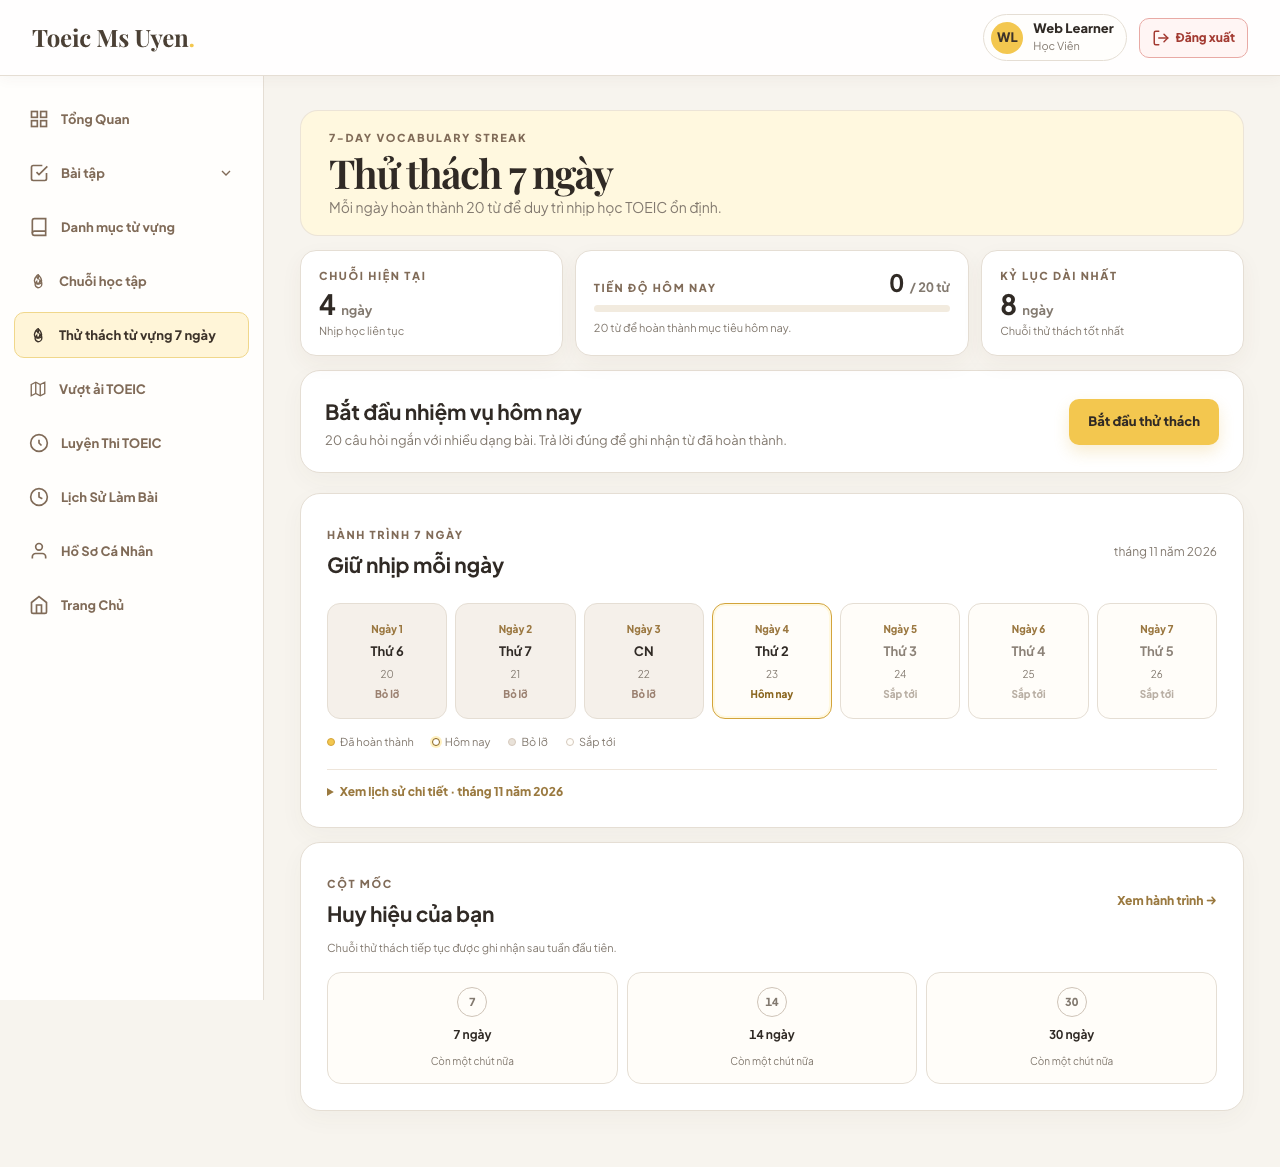 Toeic Ms Uyen.
WL
Web Learner
Học Viên
Đăng xuất
Tổng Quan
Bài tập
Danh mục từ vựng
Chuỗi học tập
Thử thách từ vựng 7 ngày
Vượt ải TOEIC
Luyện Thi TOEIC
Lịch Sử Làm Bài
Hồ Sơ Cá Nhân
Trang Chủ
7-DAY VOCABULARY STREAK
Thử thách 7 ngày
Mỗi ngày hoàn thành 20 từ để duy trì nhịp học TOEIC ổn định.
CHUỖI HIỆN TẠI
4 ngày
Nhịp học liên tục
TIẾN ĐỘ HÔM NAY
0 / 20 từ
20 từ để hoàn thành mục tiêu hôm nay.
KỶ LỤC DÀI NHẤT
8 ngày
Chuỗi thử thách tốt nhất
Bắt đầu nhiệm vụ hôm nay
20 câu hỏi ngắn với nhiều dạng bài. Trả lời đúng để ghi nhận từ đã hoàn thành.
Bắt đầu thử thách
HÀNH TRÌNH 7 NGÀY
Giữ nhịp mỗi ngày
tháng 11 năm 2026
Ngày 1
Thứ 6
20
Bỏ lỡ
Ngày 2
Thứ 7
21
Bỏ lỡ
Ngày 3
CN
22
Bỏ lỡ
Ngày 4
Thứ 2
23
Hôm nay
Ngày 5
Thứ 3
24
Sắp tới
Ngày 6
Thứ 4
25
Sắp tới
Ngày 7
Thứ 5
26
Sắp tới
Đã hoàn thành
Hôm nay
Bỏ lỡ
Sắp tới
Xem lịch sử chi tiết · tháng 11 năm 2026
CỘT MỐC
Huy hiệu của bạn
Xem hành trình →
Chuỗi thử thách tiếp tục được ghi nhận sau tuần đầu tiên.
7
7 ngày
Còn một chút nữa
14
14 ngày
Còn một chút nữa
30
30 ngày
Còn một chút nữa